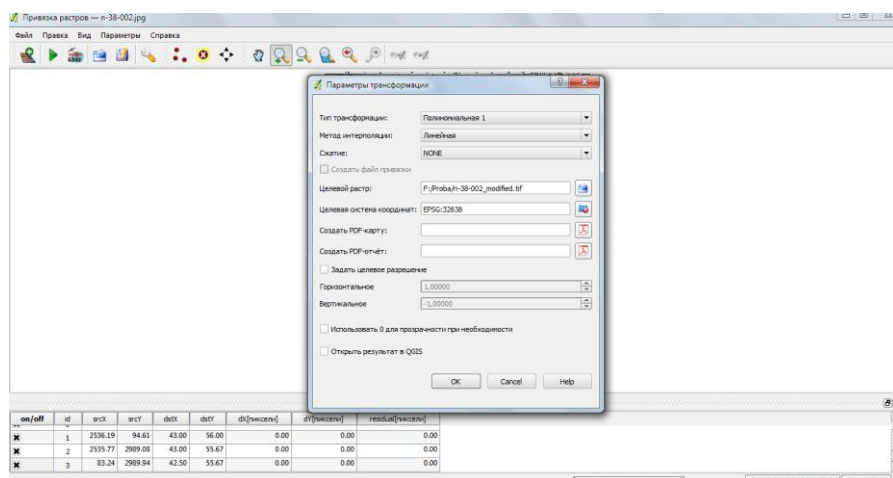 Привязка растров — n-38-002.jpg
Файл Правка Вид Параметры Справка
Параметры трансформации
Тип трансформации: Полиномиальная 1
Метод интерполяции: Линейная
Сжатие: NONE
Создать файл привязки
Целевой растр: F:/Proba/n-38-002_modified.tif
Целевая система координат: EPSG:32638
Создать PDF-карту:
Создать PDF-отчёт:
Задать целевое разрешение
Горизонтальное 1,00000
Вертикальное -1,00000
Использовать 0 для прозрачности при необходимости
Открыть результат в QGIS
OK Cancel Help
on/off id srcX srcY dstX dstY dX[пиксели] dY[пиксели] residual[пиксели]
1 2536.19 94.61 43.00 56.00 0.00 0.00 0.00
2 2535.77 2989.08 43.00 55.67 0.00 0.00 0.00
3 83.24 2989.94 42.50 55.67 0.00 0.00 0.00